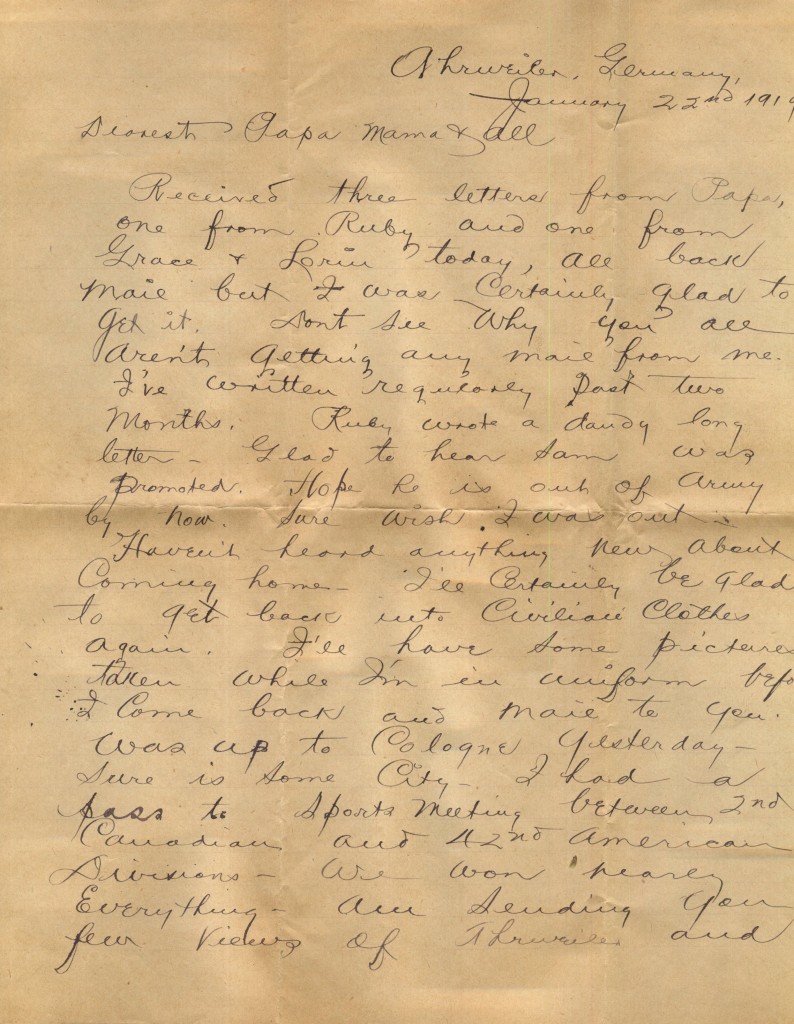 Ahrweiler, Germany,
January 22nd 1919
Dearest Papa Mama & all
Received three letters from Papa,
one from Ruby and one from
Grace & Lorin today, all back
mail but I was Certainly glad to
Get it. Dont see Why you all
Aren't Getting any mail from me.
I've written regularly past two
Months. Ruby wrote a dandy long
letter – Glad to hear Sam was
Promoted. Hope he is out of Army
by now. Sure wish I was out.
Haven't heard anything New About
Coming home – I'll Certainly be Glad
to get back into Civilian Clothes
Again. I'll have some pictures
taken while I'm in uniform befo
I Come back and Mail to you.
Was up to Cologne Yesterday –
Sure is some City – I had a
pass to Sports Meeting between 2nd
Canadian and 42nd American
Divisions – We won nearly
Everything – Am Sending You
few Views of Ahrweiler and